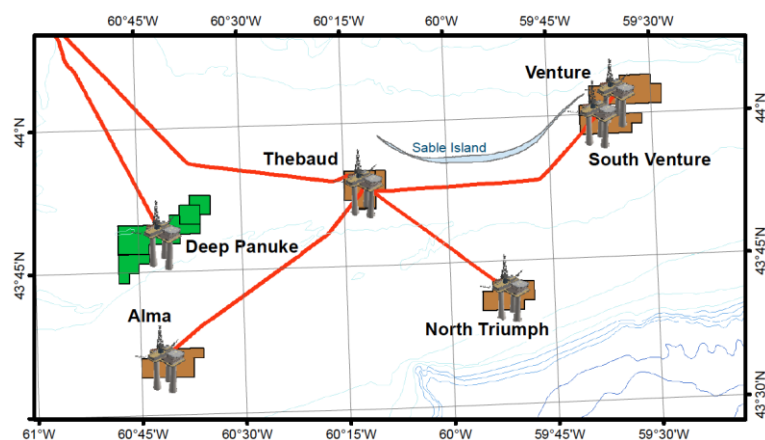 60°45'W 60°30'W 60°15'W 60°W 59°45'W 59°30'W
Venture
44°N
44°N
Sable Island
Thebaud
South Venture
Deep Panuke
43°45'N
43°45'N
Alma
North Triumph
43°30'N
61°W 60°45'W 60°30'W 60°15'W 60°W 59°45'W 59°30'W